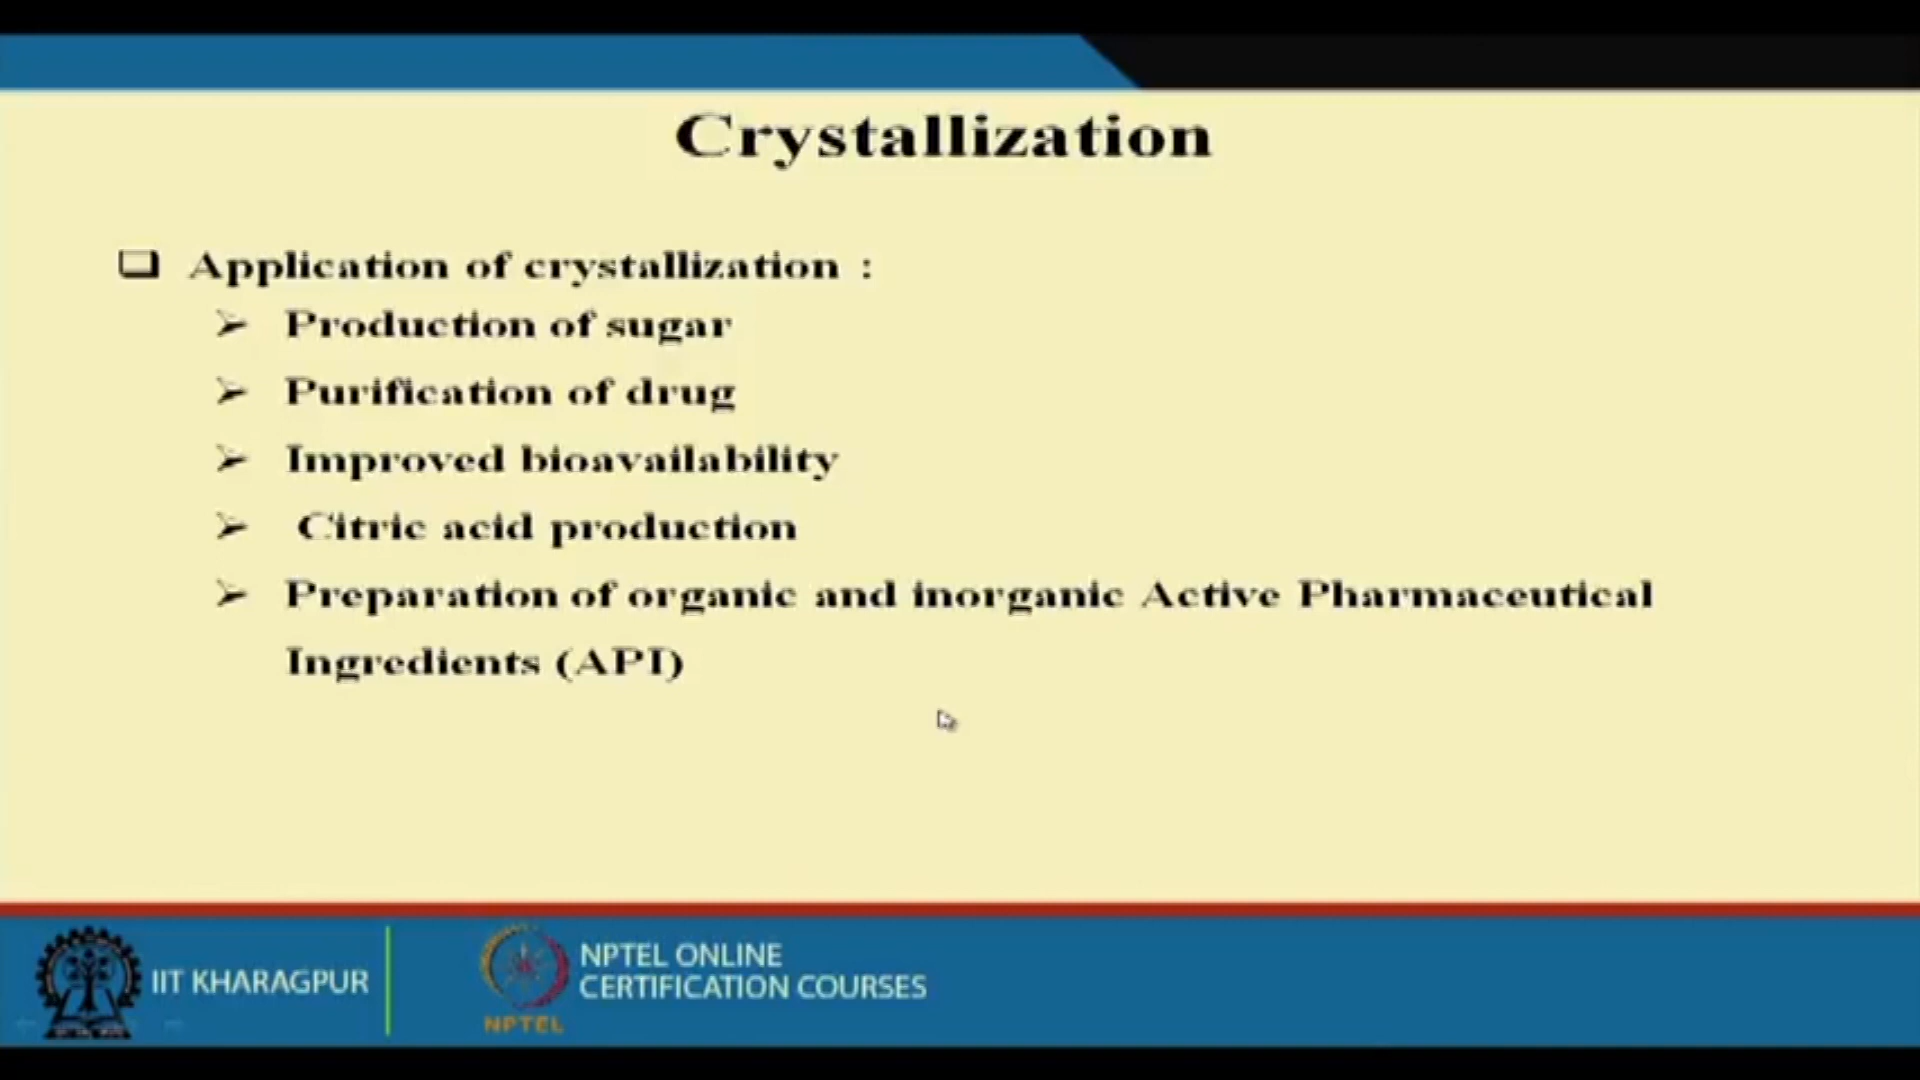 Crystallization
❑ Application of crystallization :
➢ Production of sugar
➢ Purification of drug
➢ Improved bioavailability
➢ Citric acid production
➢ Preparation of organic and inorganic Active Pharmaceutical
Ingredients (API)
IIT KHARAGPUR
NPTEL
NPTEL ONLINE
CERTIFICATION COURSES